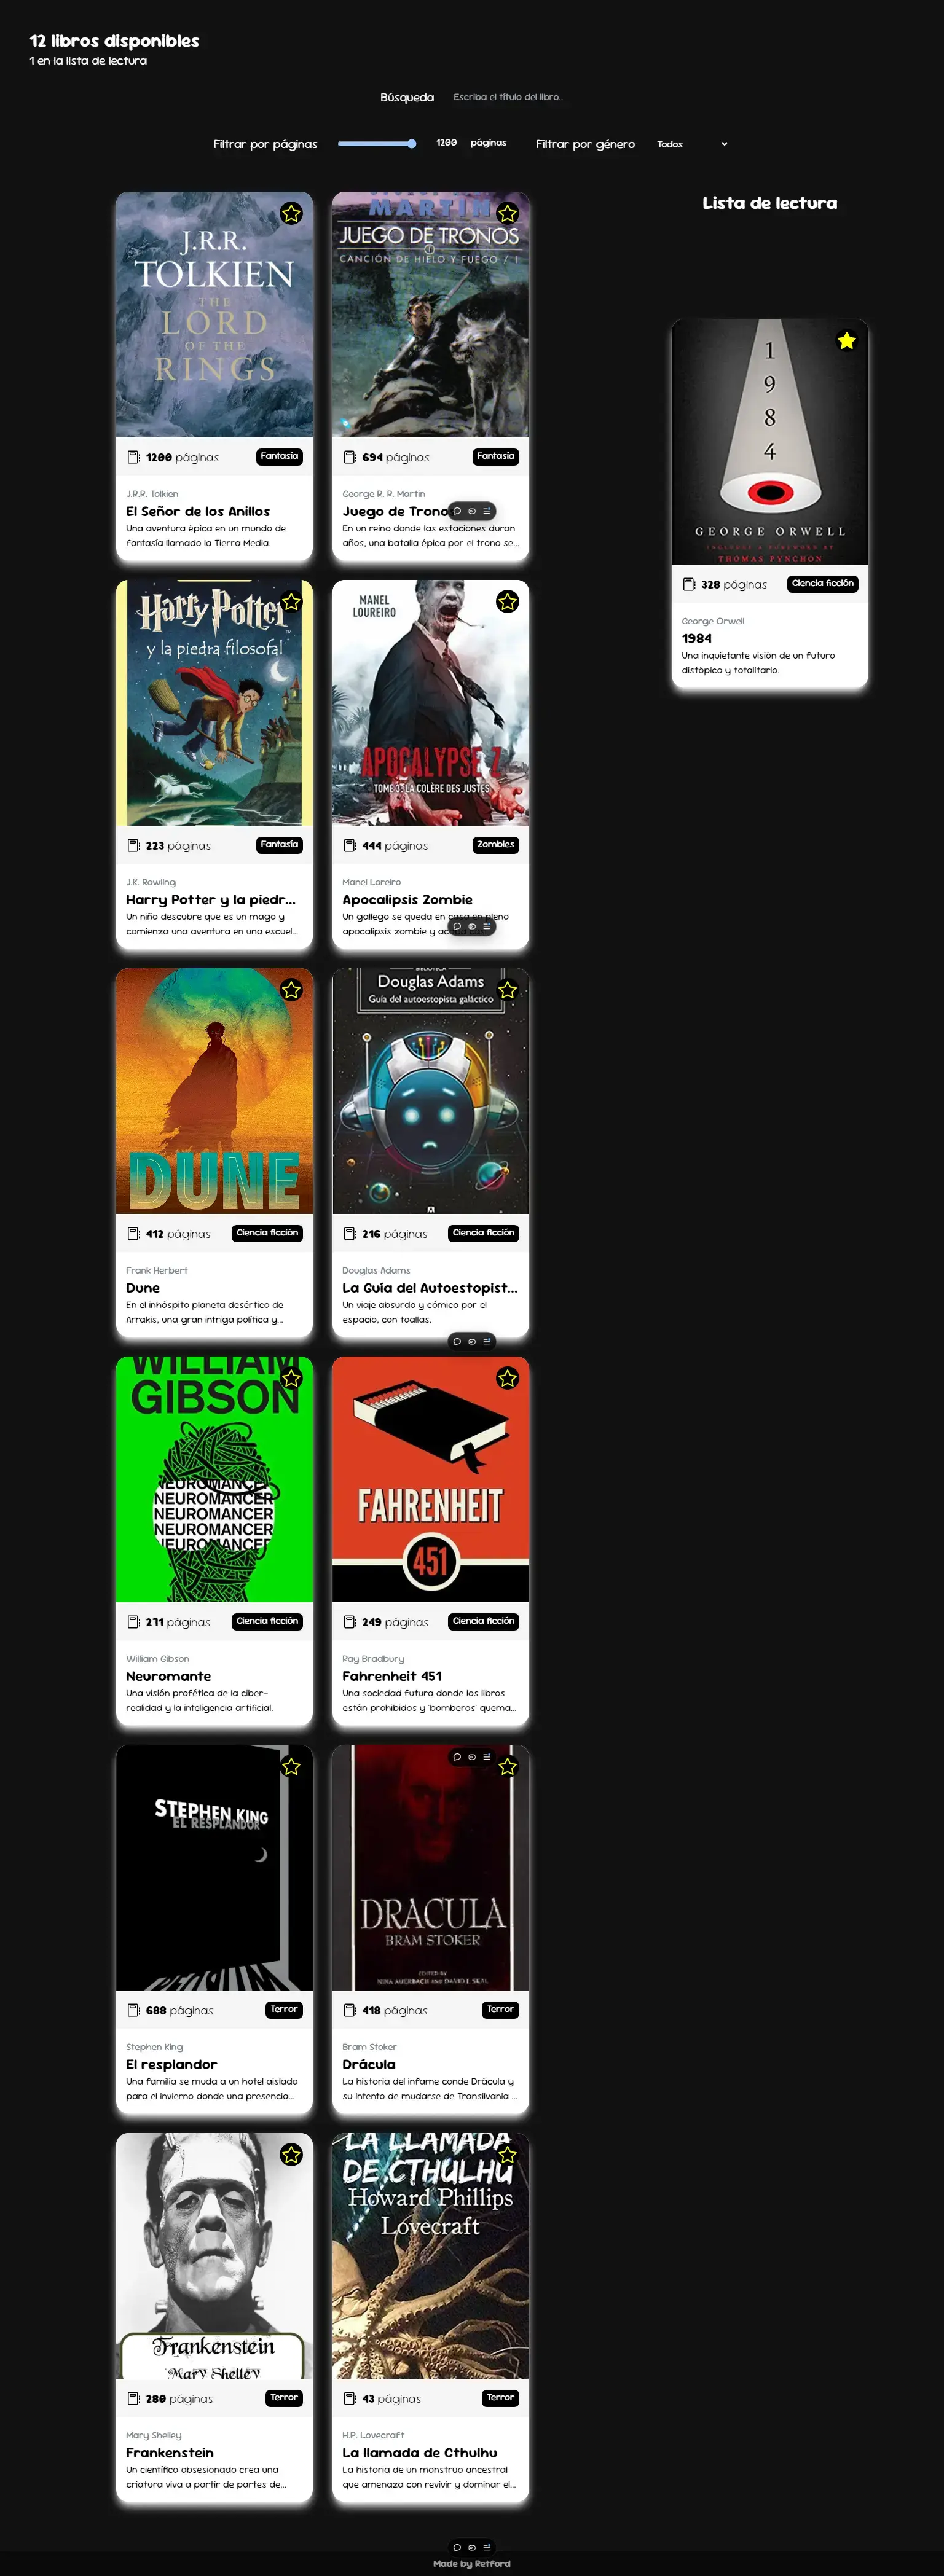 12 libros disponibles
1 en la lista de lectura
Búsqueda
Escriba el título del libro..
Filtrar por páginas
1200 páginas
Filtrar por género
Todos
J.R.R.
TOLKIEN
THE
LORD
OF THE
RINGS
1200 páginas
Fantasía
J.R.R. Tolkien
El Señor de los Anillos
Una aventura épica en un mundo de
fantasía llamado la Tierra Media.
MARTIN
JUEGO DE TRONOS
CANCIÓN DE HIELO Y FUEGO / 1
694 páginas
Fantasía
George R. R. Martin
Juego de Tronos
En un reino donde las estaciones duran
años, una batalla épica por el trono se...
Lista de lectura
1
9
8
4
GEORGE ORWELL
INCLUDES A FOREWORD BY
THOMAS PYNCHON
328 páginas
Ciencia ficción
George Orwell
1984
Una inquietante visión de un futuro
distópico y totalitario.
Harry Potter
y la piedra filosofal
223 páginas
Fantasía
J.K. Rowling
Harry Potter y la piedr...
Un niño descubre que es un mago y
comienza una aventura en una escuel...
MANEL
LOUREIRO
APOCALYPSE Z
TOME 3: LA COLÈRE DES JUSTES
444 páginas
Zombies
Manel Loreiro
Apocalipsis Zombie
Un gallego se queda en casa en pleno
apocalipsis zombie y
DUNE
412 páginas
Ciencia ficción
Frank Herbert
Dune
En el inhóspito planeta desértico de
Arrakis, una gran intriga política y...
BIBLIOTECA
Douglas Adams
Guía del autoestopista galáctico
216 páginas
Ciencia ficción
Douglas Adams
La Guía del Autoestopist...
Un viaje absurdo y cómico por el
espacio, con toallas.
WILLIAM
GIBSON
NEUROMANCER
NEUROMANCER
NEUROMANCER
NEUROMANCER
NEUROMANCER
271 páginas
Ciencia ficción
William Gibson
Neuromante
Una visión profética de la ciber-
realidad y la inteligencia artificial.
FAHRENHEIT
451
249 páginas
Ciencia ficción
Ray Bradbury
Fahrenheit 451
Una sociedad futura donde los libros
están prohibidos y 'bomberos' quema...
STEPHEN KING
EL RESPLANDOR
688 páginas
Terror
Stephen King
El resplandor
Una familia se muda a un hotel aislado
para el invierno donde una presencia...
DRACULA
BRAM STOKER
EDITED BY
NINA AUERBACH AND DAVID J. SKAL
418 páginas
Terror
Bram Stoker
Drácula
La historia del infame conde Drácula y
su intento de mudarse de Transilvania ...
Frankenstein
Mary Shelley
280 páginas
Terror
Mary Shelley
Frankenstein
Un científico obsesionado crea una
criatura viva a partir de partes de...
LA LLAMADA
DE CTHULHU
Howard Phillips
Lovecraft
43 páginas
Terror
H.P. Lovecraft
La llamada de Cthulhu
La historia de un monstruo ancestral
que amenaza con revivir y dominar el...
Made by Retford